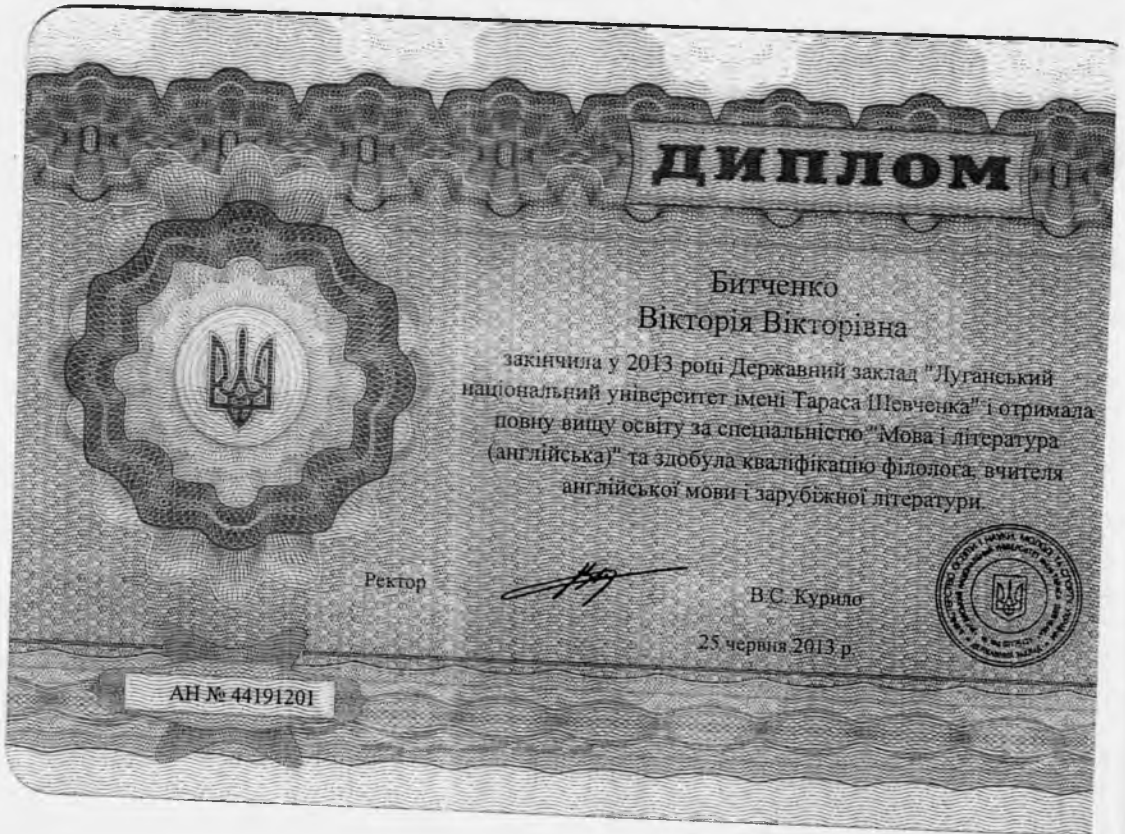 ДИПЛОМ
Битченко
Вікторія Вікторівна
закінчила у 2013 році Державний заклад "Луганський
національний університет імені Тараса Шевченка" і отримала
повну вищу освіту за спеціальністю "Мова і література
(англійська)" та здобула кваліфікацію філолога, вчителя
англійської мови і зарубіжної літератури.
Ректор
В.С. Курило
25 червня 2013 р.
АН № 44191201